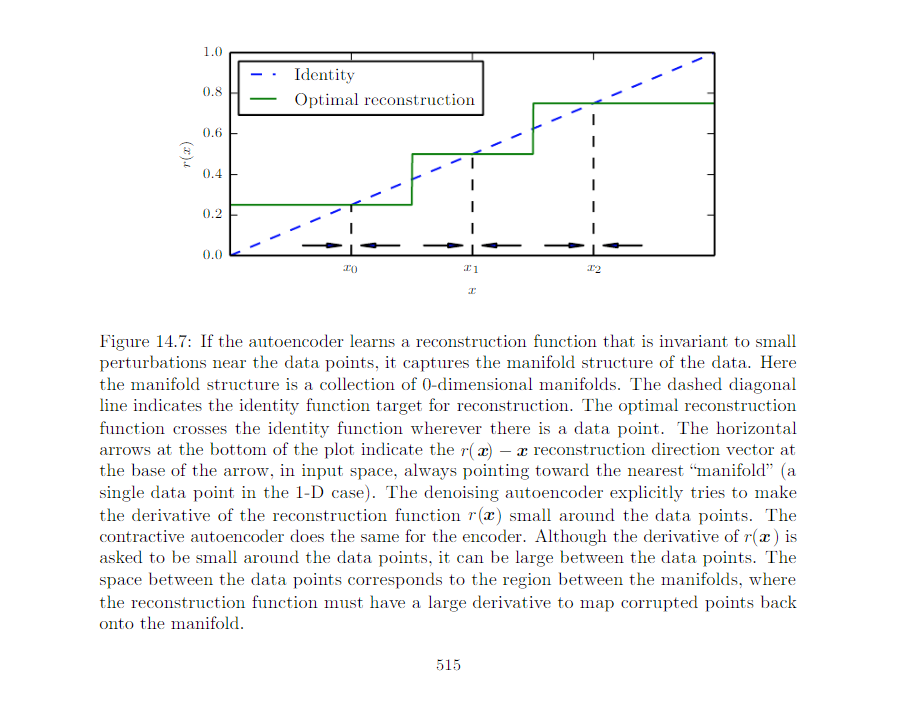 1.0
Identity
0.8
Optimal reconstruction
0.6
r(x)
0.4
0.2
0.0
x₀ x₁ x₂
x
Figure 14.7: If the autoencoder learns a reconstruction function that is invariant to small
perturbations near the data points, it captures the manifold structure of the data. Here
the manifold structure is a collection of 0-dimensional manifolds. The dashed diagonal
line indicates the identity function target for reconstruction. The optimal reconstruction
function crosses the identity function wherever there is a data point. The horizontal
arrows at the bottom of the plot indicate the r(x) − x reconstruction direction vector at
the base of the arrow, in input space, always pointing toward the nearest “manifold” (a
single data point in the 1-D case). The denoising autoencoder explicitly tries to make
the derivative of the reconstruction function r(x) small around the data points. The
contractive autoencoder does the same for the encoder. Although the derivative of r(x) is
asked to be small around the data points, it can be large between the data points. The
space between the data points corresponds to the region between the manifolds, where
the reconstruction function must have a large derivative to map corrupted points back
onto the manifold.
515